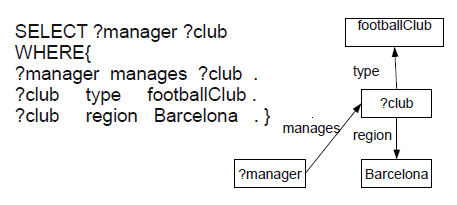 SELECT ?manager ?club
WHERE{
?manager manages ?club .
?club type footballClub .
?club region Barcelona . }
footballClub
type
?club
manages
region
?manager
Barcelona